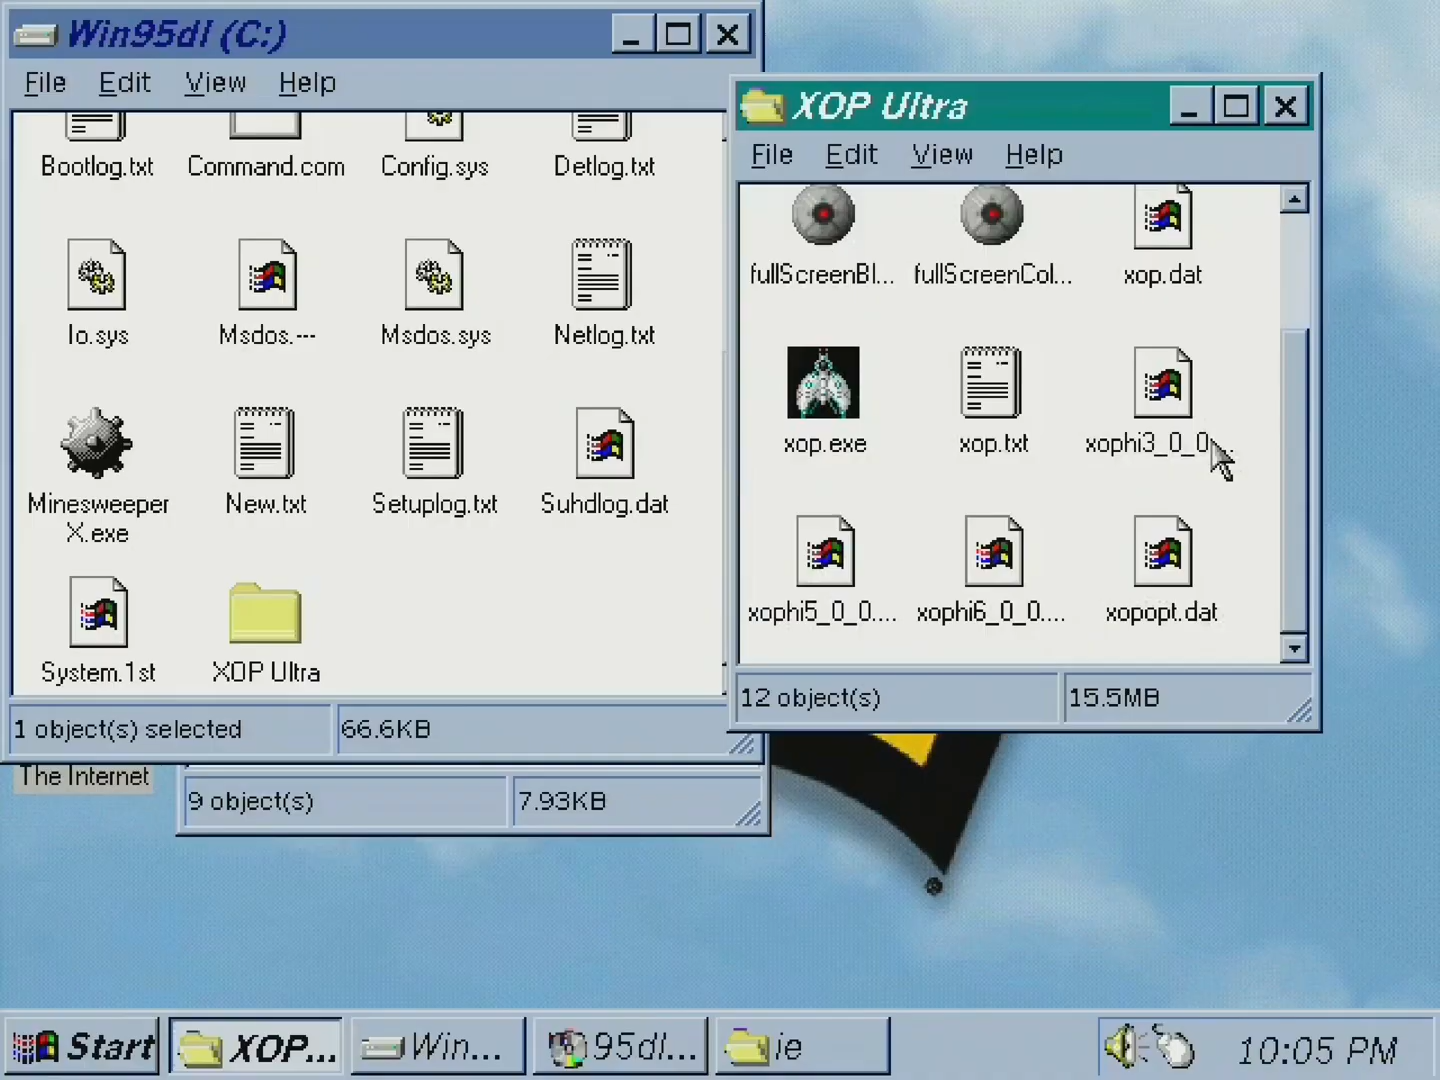 Win95dl (C:)
File Edit View Help
Bootlog.txt Command.com Config.sys Detlog.txt
Io.sys Msdos.--- Msdos.sys Netlog.txt
Minesweeper
X.exe
New.txt Setuplog.txt Suhdlog.dat
System.1st XOP Ultra
1 object(s) selected 66.6KB
The Internet
9 object(s) 7.93KB
XOP Ultra
File Edit View Help
fullScreenBl... fullScreenCol... xop.dat
xop.exe xop.txt xophi3_0_0...
xophi5_0_0.... xophi6_0_0.... xopopt.dat
12 object(s) 15.5MB
Start XOP... Win... 95dl... ie 10:05 PM